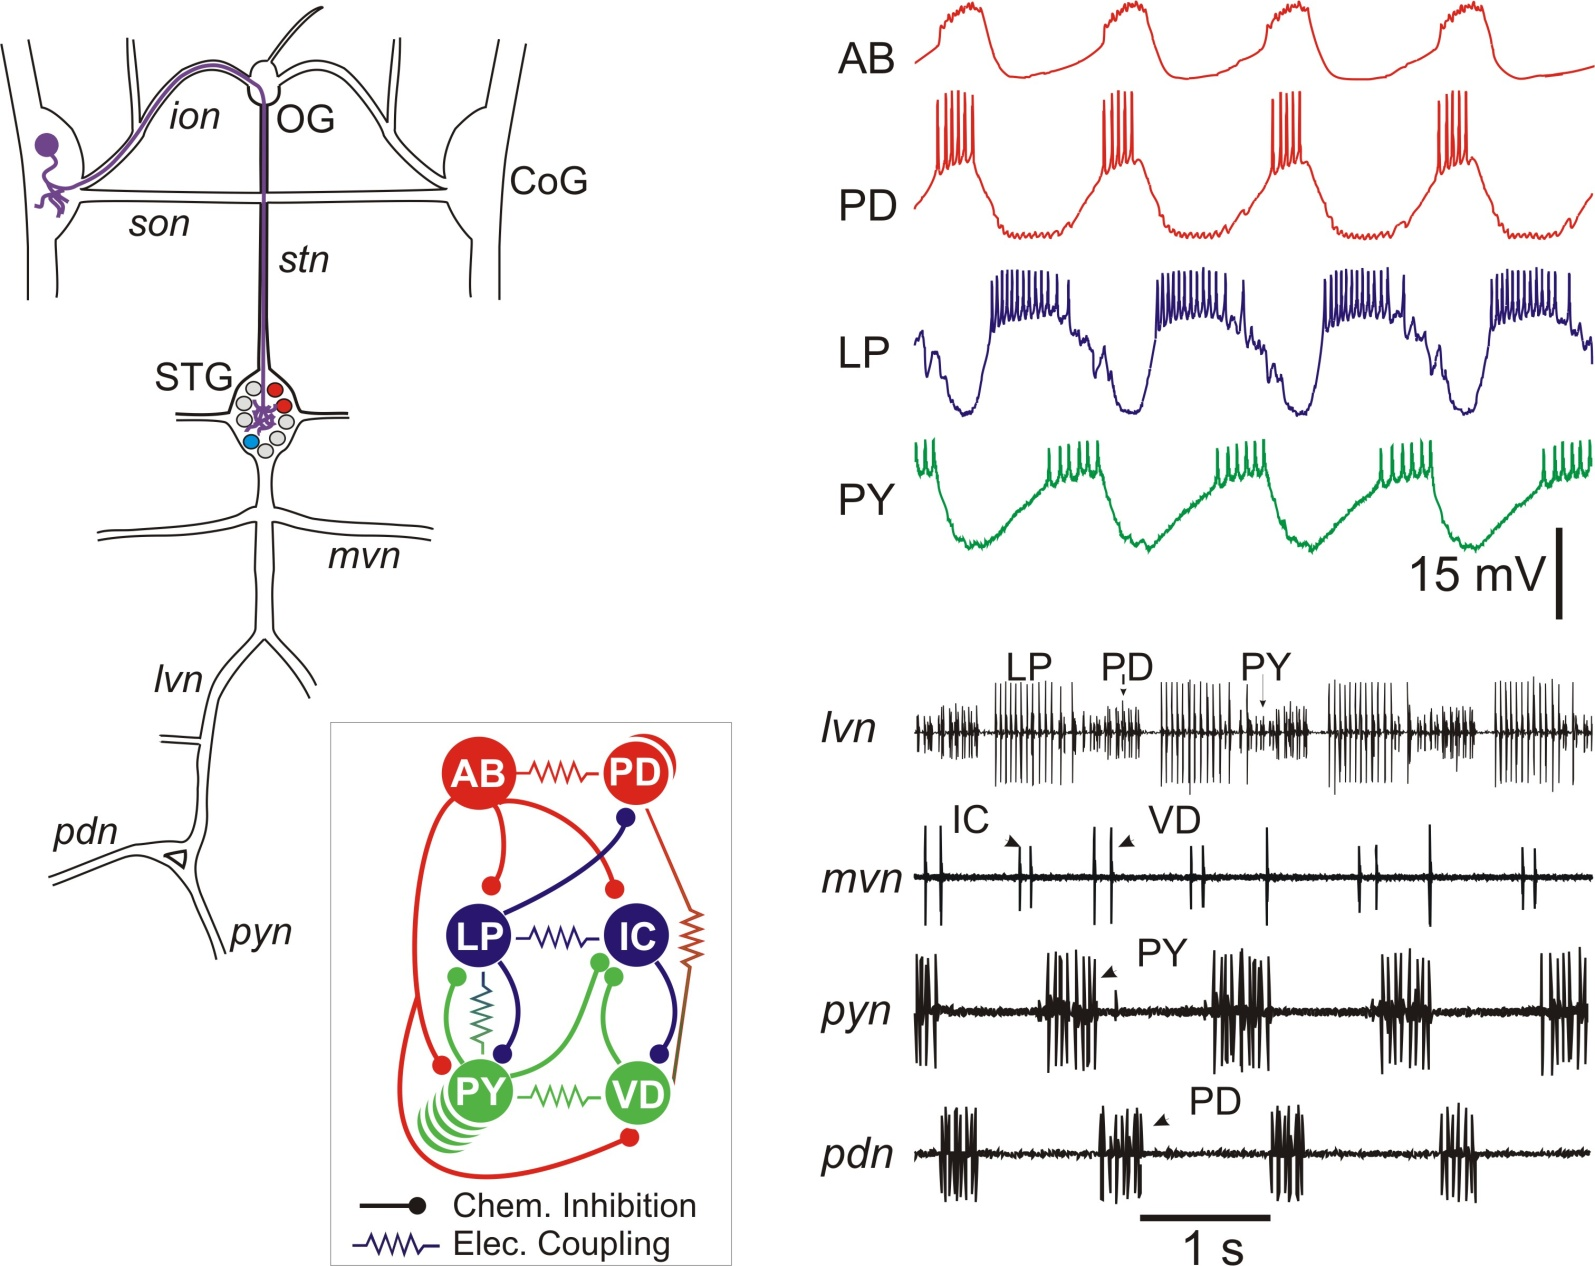 ion
OG
CoG
son
stn
STG
mvn
lvn
pdn
pyn
AB
PD
LP
IC
PY
VD
Chem. Inhibition
Elec. Coupling
AB
PD
LP
PY
15 mV
LP PD PY
lvn
IC VD
mvn
PY
pyn
PD
pdn
1 s